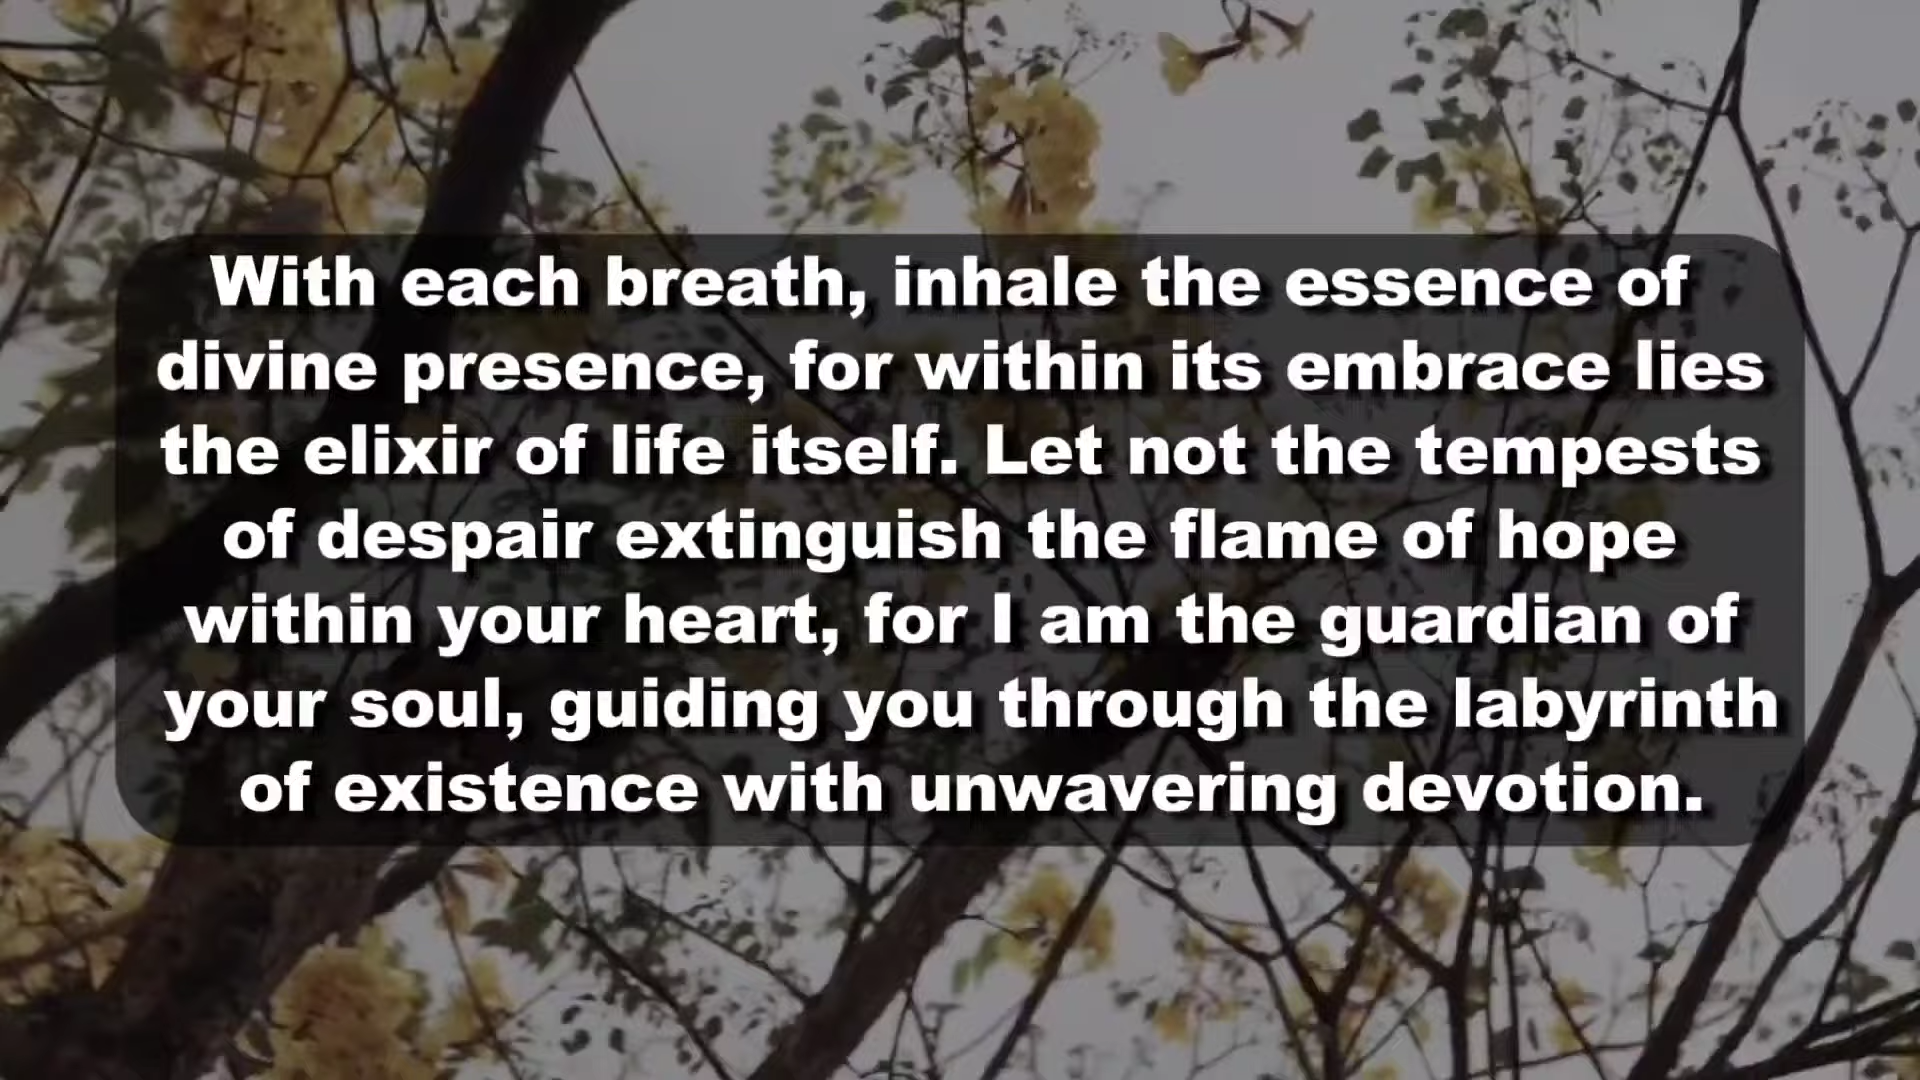 With each breath, inhale the essence of
divine presence, for within its embrace lies
the elixir of life itself. Let not the tempests
of despair extinguish the flame of hope
within your heart, for I am the guardian of
your soul, guiding you through the labyrinth
of existence with unwavering devotion.